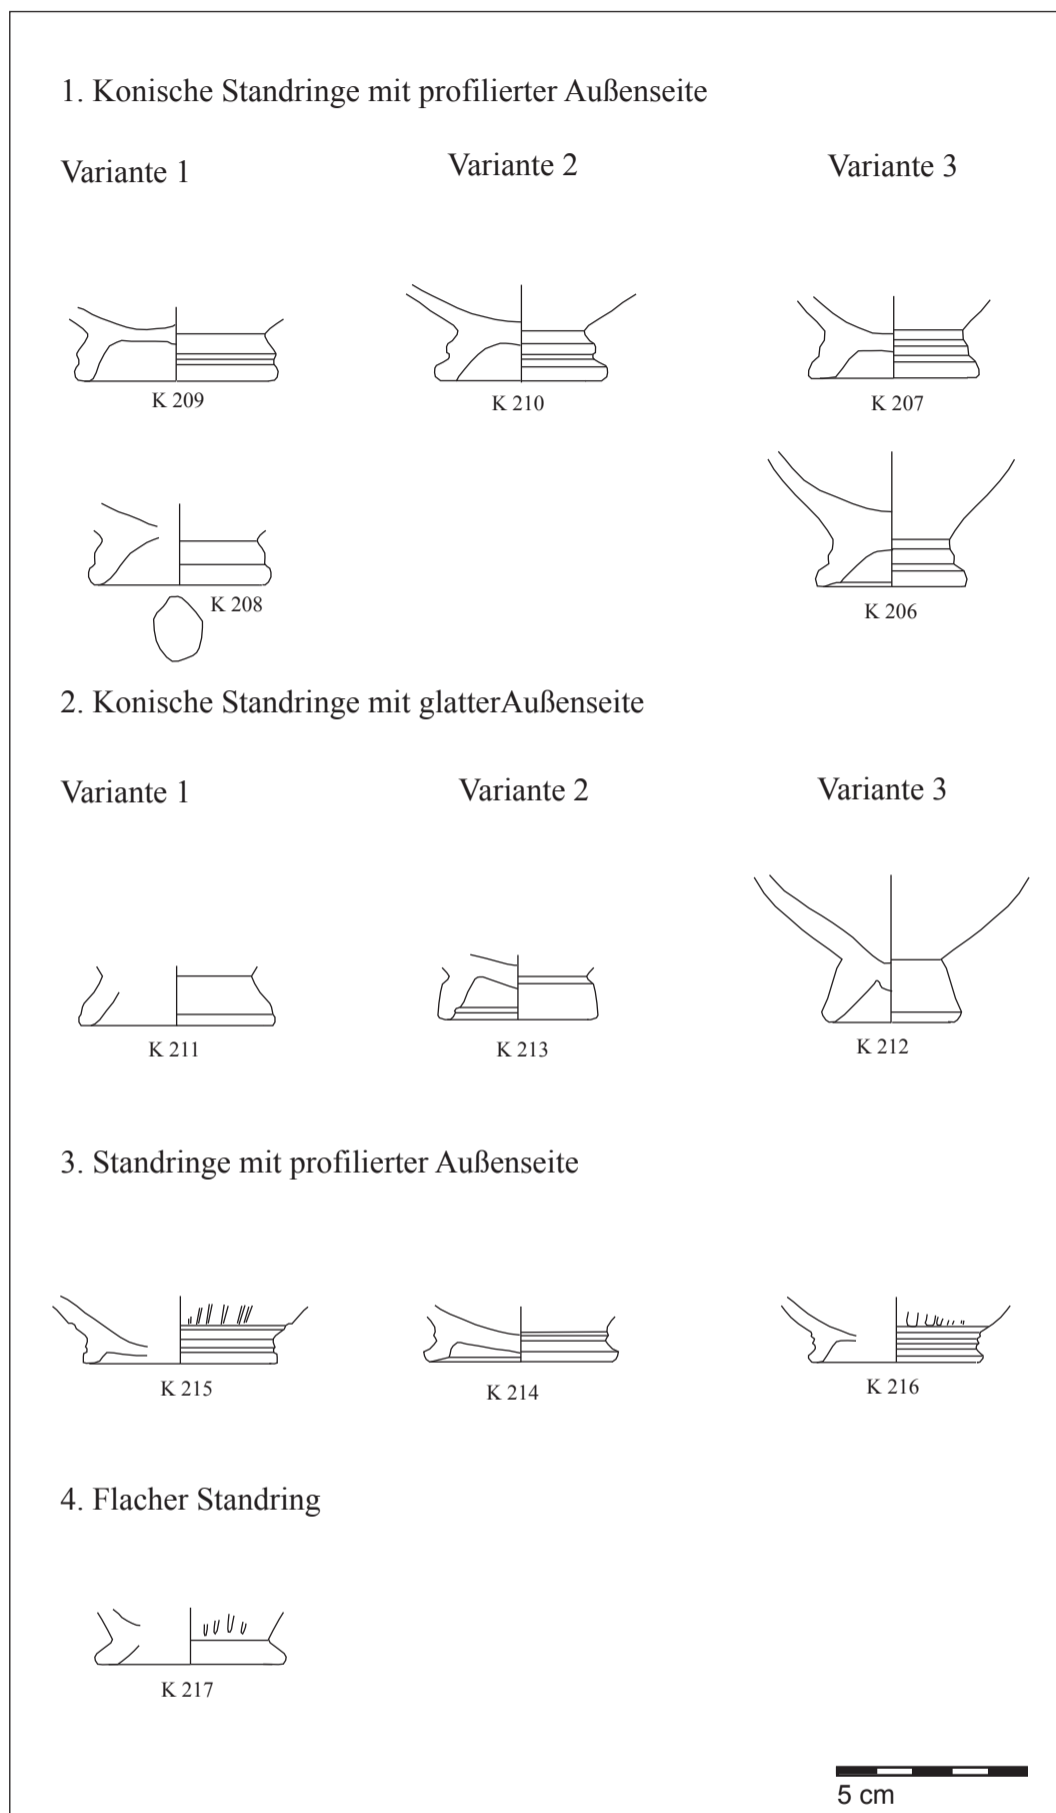 1. Konische Standringe mit profilierter Außenseite
Variante 1 Variante 2 Variante 3
K 209 K 210 K 207
K 208 K 206
2. Konische Standringe mit glatterAußenseite
Variante 1 Variante 2 Variante 3
K 211 K 213 K 212
3. Standringe mit profilierter Außenseite
K 215 K 214 K 216
4. Flacher Standring
K 217
5 cm